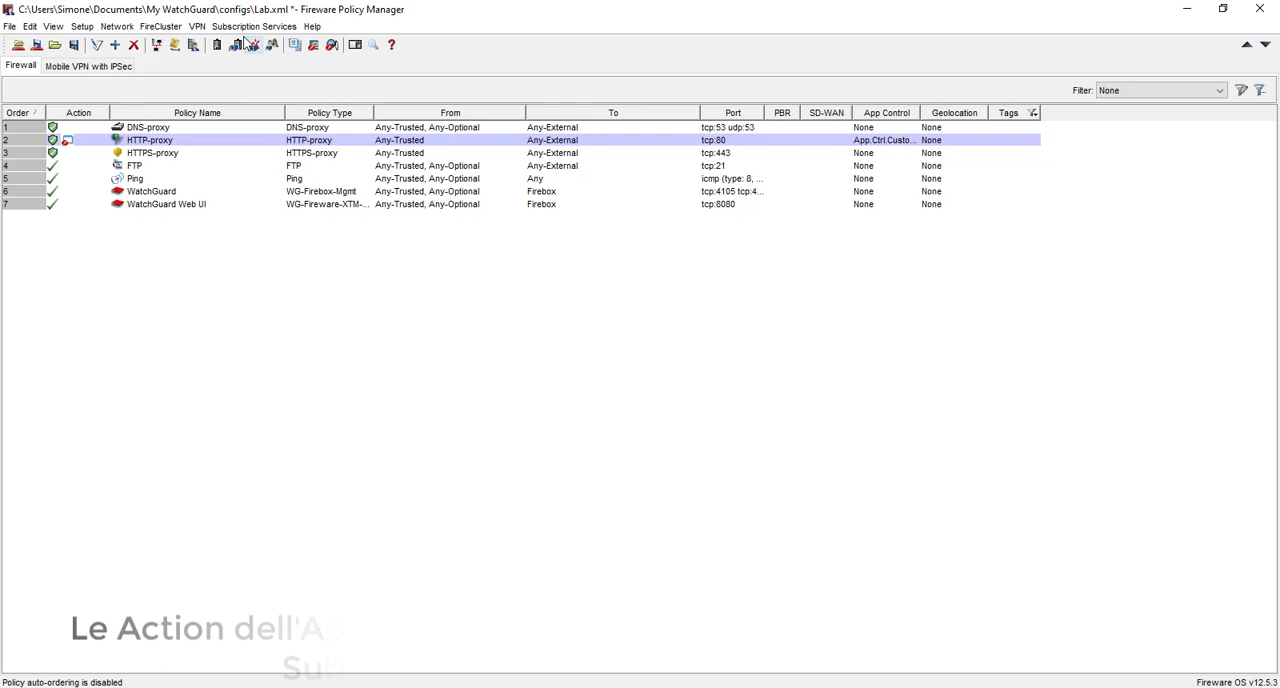 C:\Users\Simone\Documents\My WatchGuard\configs\Lab.xml *- Fireware Policy Manager
File Edit View Setup Network FireCluster VPN Subscription Services Help
Firewall Mobile VPN with IPSec
Filter: None
Order Action Policy Name Policy Type From To Port PBR SD-WAN App Control Geolocation Tags
1 DNS-proxy DNS-proxy Any-Trusted, Any-Optional Any-External tcp:53 udp:53 None None
2 HTTP-proxy HTTP-proxy Any-Trusted Any-External tcp:80 App.Ctrl.Custo... None
3 HTTPS-proxy HTTPS-proxy Any-Trusted Any-External tcp:443 None None
4 FTP FTP Any-Trusted, Any-Optional Any-External tcp:21 None None
5 Ping Ping Any-Trusted, Any-Optional Any icmp (type: 8, ... None None
6 WatchGuard WG-Firebox-Mgmt Any-Trusted, Any-Optional Firebox tcp:4105 tcp:4... None None
7 WatchGuard Web UI WG-Fireware-XTM-... Any-Trusted, Any-Optional Firebox tcp:8080 None None
Le Action dell'Ap
Sub
Policy auto-ordering is disabled Fireware OS v12.5.3